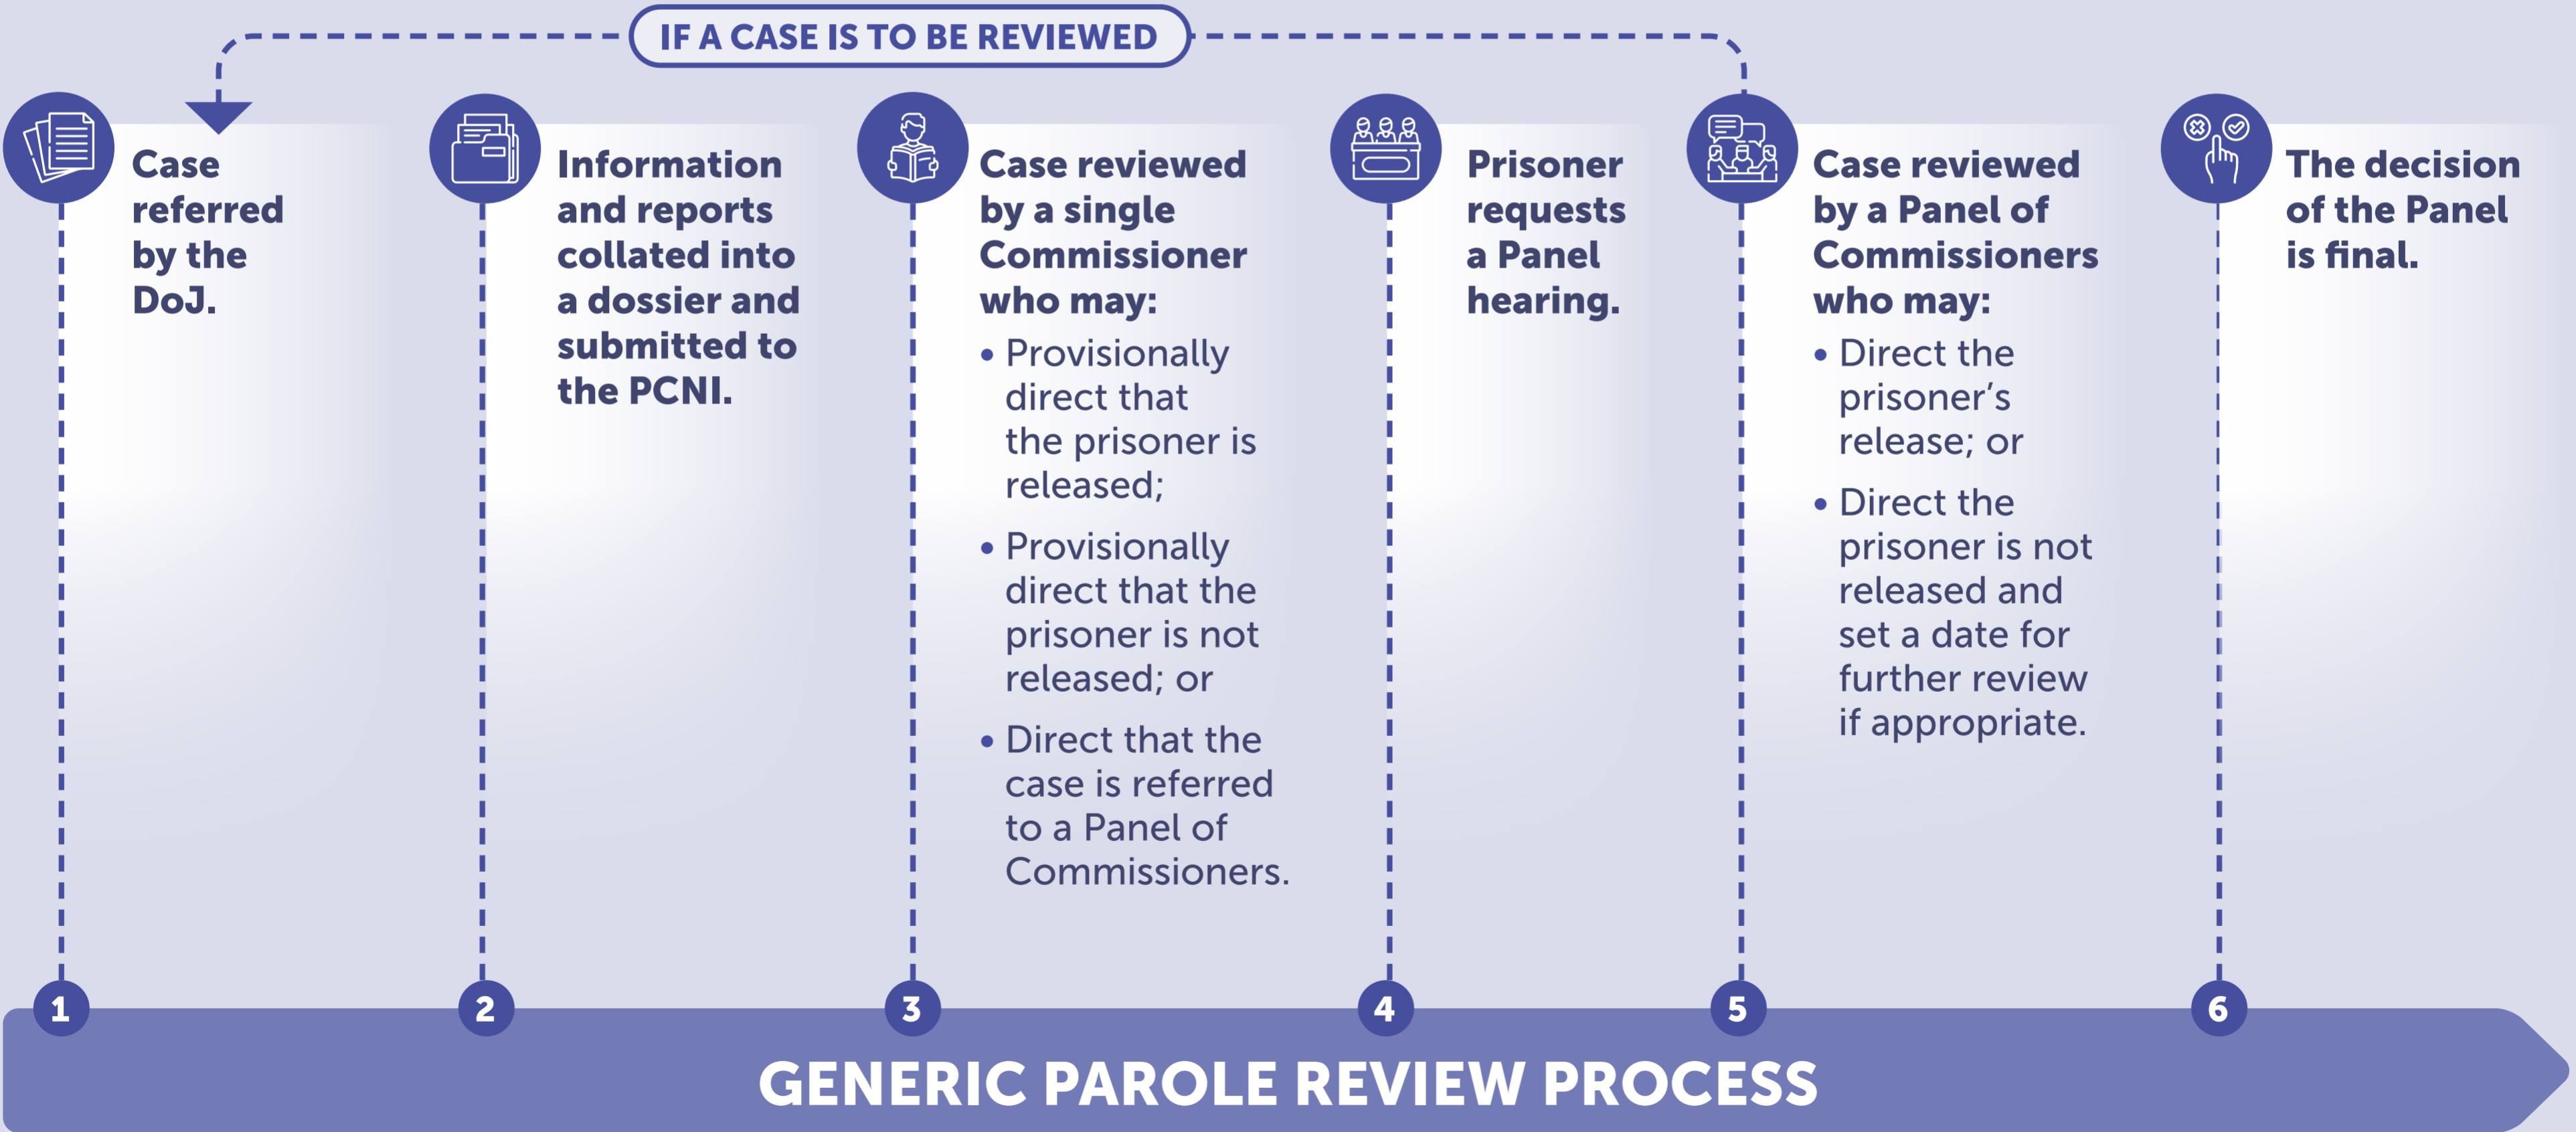 IF A CASE IS TO BE REVIEWED
Case
referred
by the
DoJ.
Information
and reports
collated into
a dossier and
submitted to
the PCNI.
Case reviewed
by a single
Commissioner
who may:
• Provisionally
direct that
the prisoner is
released;
• Provisionally
direct that the
prisoner is not
released; or
• Direct that the
case is referred
to a Panel of
Commissioners.
Prisoner
requests
a Panel
hearing.
Case reviewed
by a Panel of
Commissioners
who may:
• Direct the
prisoner’s
release; or
• Direct the
prisoner is not
released and
set a date for
further review
if appropriate.
The decision
of the Panel
is final.
1
2
3
4
5
6
GENERIC PAROLE REVIEW PROCESS